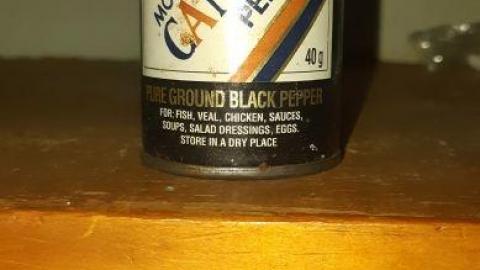 40g
PURE GROUND BLACK PEPPER
FOR: FISH, VEAL, CHICKEN, SAUCES,
SOUPS, SALAD DRESSINGS, EGGS.
STORE IN A DRY PLACE